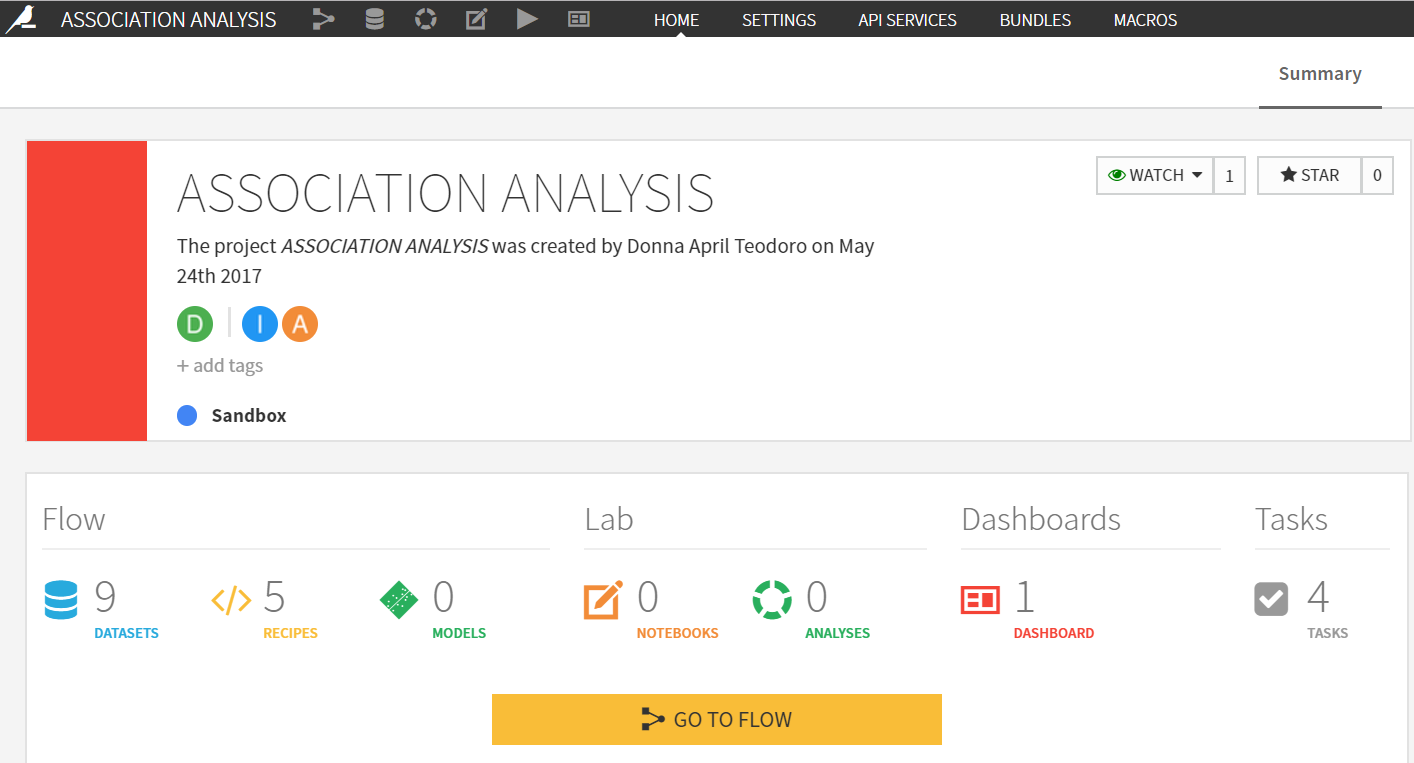 ASSOCIATION ANALYSIS HOME SETTINGS API SERVICES BUNDLES MACROS
Summary
ASSOCIATION ANALYSIS
WATCH 1 STAR 0
The project ASSOCIATION ANALYSIS was created by Donna April Teodoro on May
24th 2017
D I A
+ add tags
Sandbox
Flow Lab Dashboards Tasks
9 5 0 0 0 1 4
DATASETS RECIPES MODELS NOTEBOOKS ANALYSES DASHBOARD TASKS
GO TO FLOW